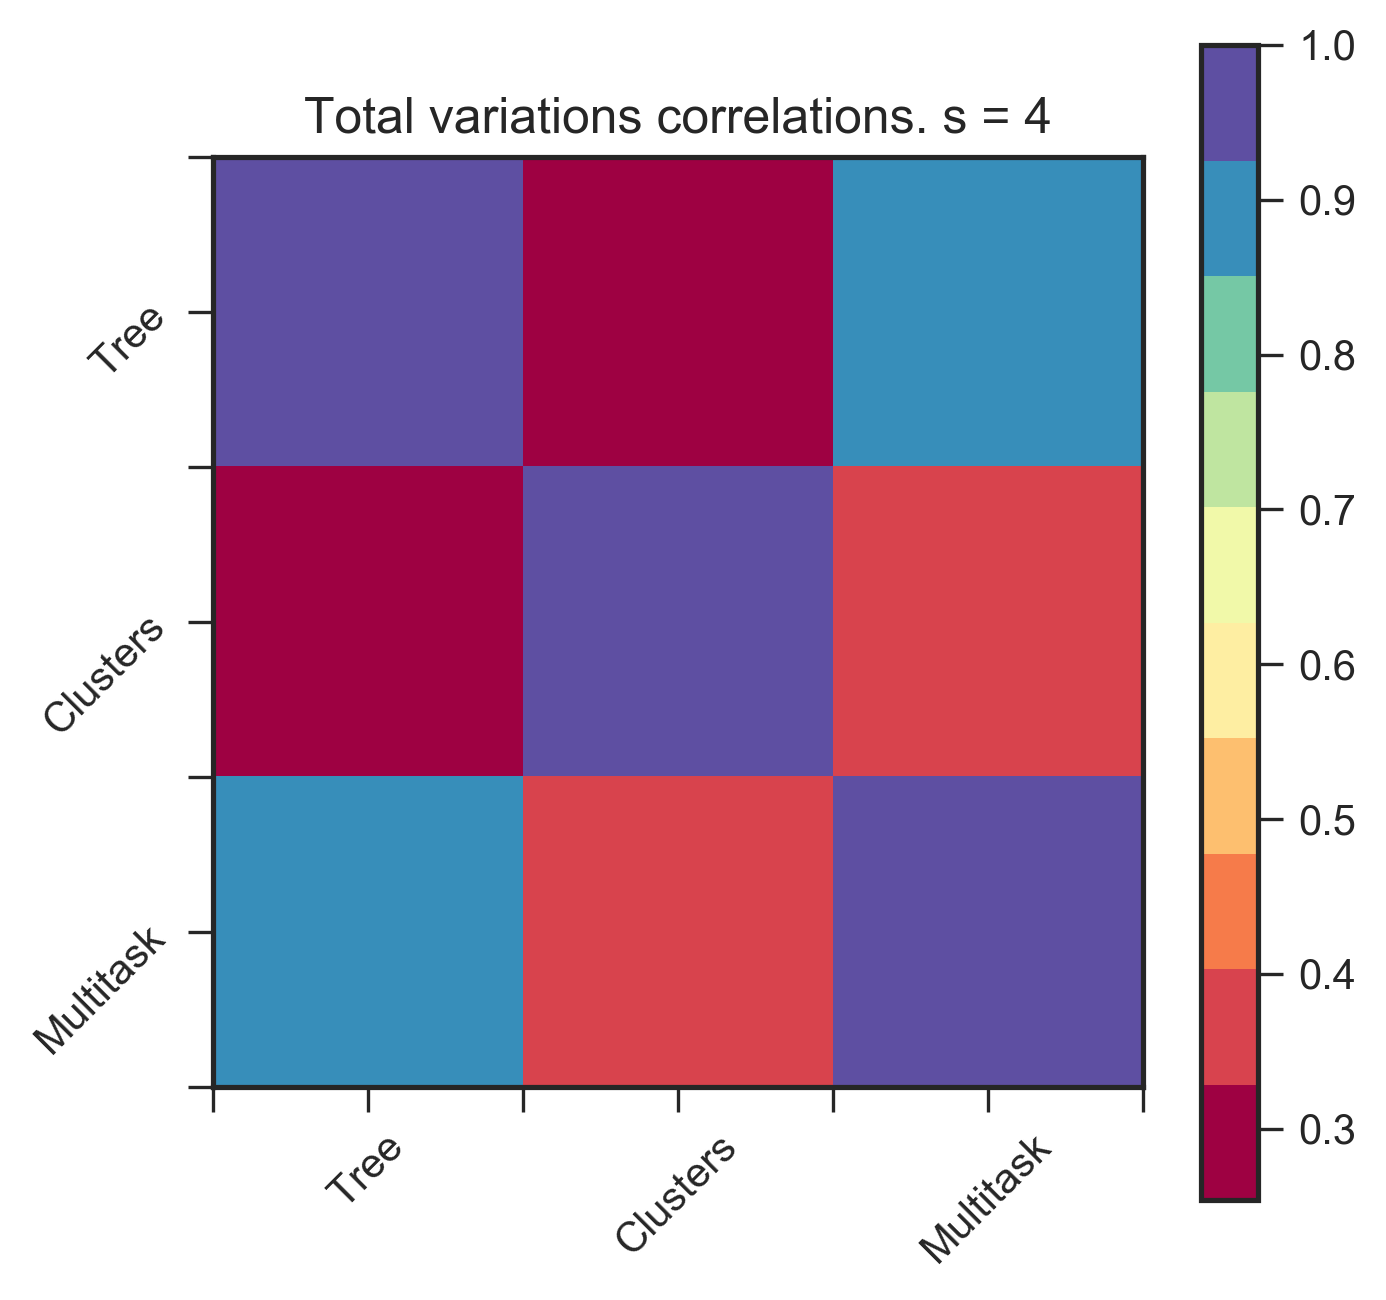 Total variations correlations. s = 4
Tree
Clusters
Multitask
Tree
Clusters
Multitask
1.0
0.9
0.8
0.7
0.6
0.5
0.4
0.3